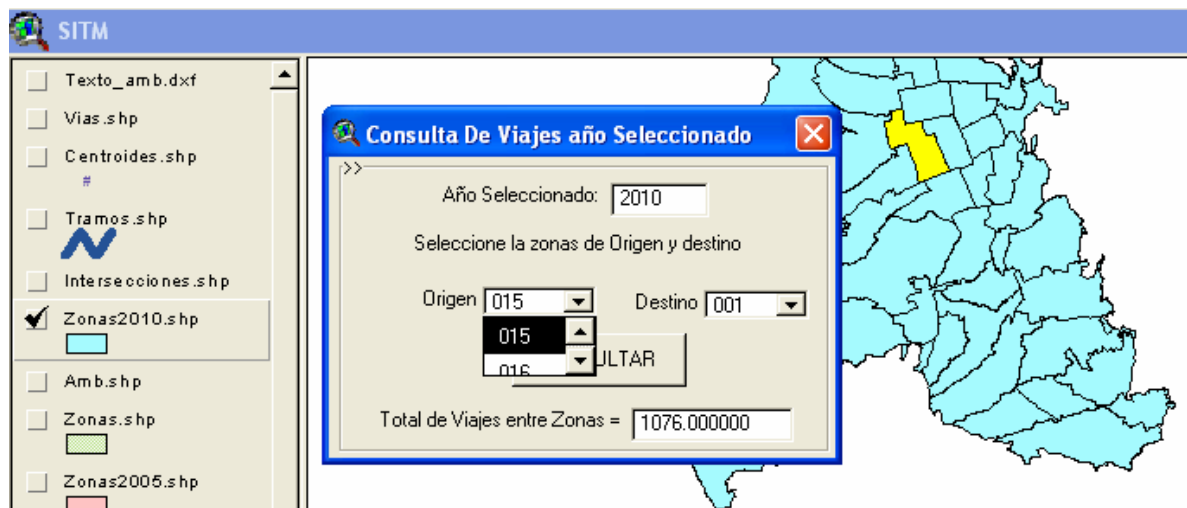 SITM
Texto_amb.dxf
Vias.shp
Centroides.shp
#
Tramos.shp
Intersecciones.shp
Zonas2010.shp
Amb.shp
Zonas.shp
Zonas2005.shp
Consulta De Viajes año Seleccionado
>>
Año Seleccionado: 2010
Seleccione la zonas de Origen y destino
Origen 015 Destino 001
015
016
ULTAR
Total de Viajes entre Zonas = 1076.000000